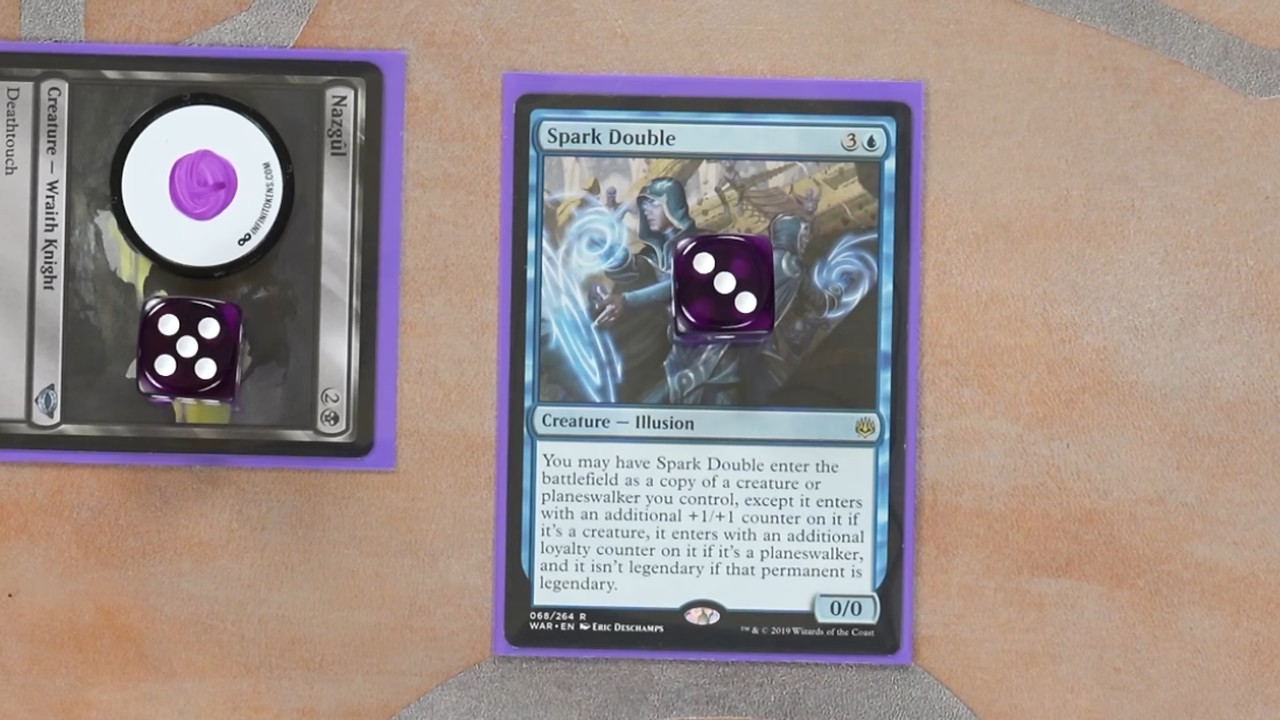 Nazgûl
2
Creature — Wraith Knight
Deathtouch
INFINITOKENS.COM
Spark Double
3
Creature — Illusion
You may have Spark Double enter the
battlefield as a copy of a creature or
planeswalker you control, except it enters
with an additional +1/+1 counter on it if
it's a creature, it enters with an additional
loyalty counter on it if it's a planeswalker,
and it isn't legendary if that permanent is
legendary.
0/0
068/264 R
WAR • EN ERIC DESCHAMPS
™ & © 2019 Wizards of the Coast